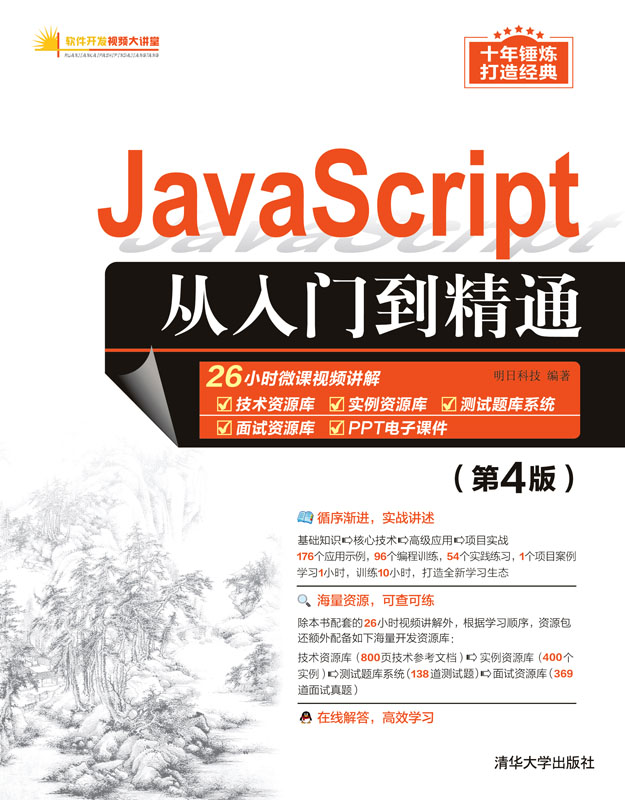 软件开发视频大讲堂
RUANJIANKAIFASHIPINDAJIANGTANG
十年锤炼
打造经典
JavaScript
从入门到精通
26小时微课视频讲解
明日科技 编著
技术资源库 实例资源库 测试题库系统
面试资源库 PPT电子课件
（第4版）
循序渐进，实战讲述
基础知识➪核心技术➪高级应用➪项目实战
176个应用示例，96个编程训练，54个实践练习，1个项目案例
学习1小时，训练10小时，打造全新学习生态
海量资源，可查可练
除本书配套的26小时视频讲解外，根据学习顺序，资源包
还额外配备如下海量开发资源库：
技术资源库（800页技术参考文档）➪实例资源库（400个
实例）➪测试题库系统（138道测试题）➪面试资源库（369
道面试真题）
在线解答，高效学习
清华大学出版社